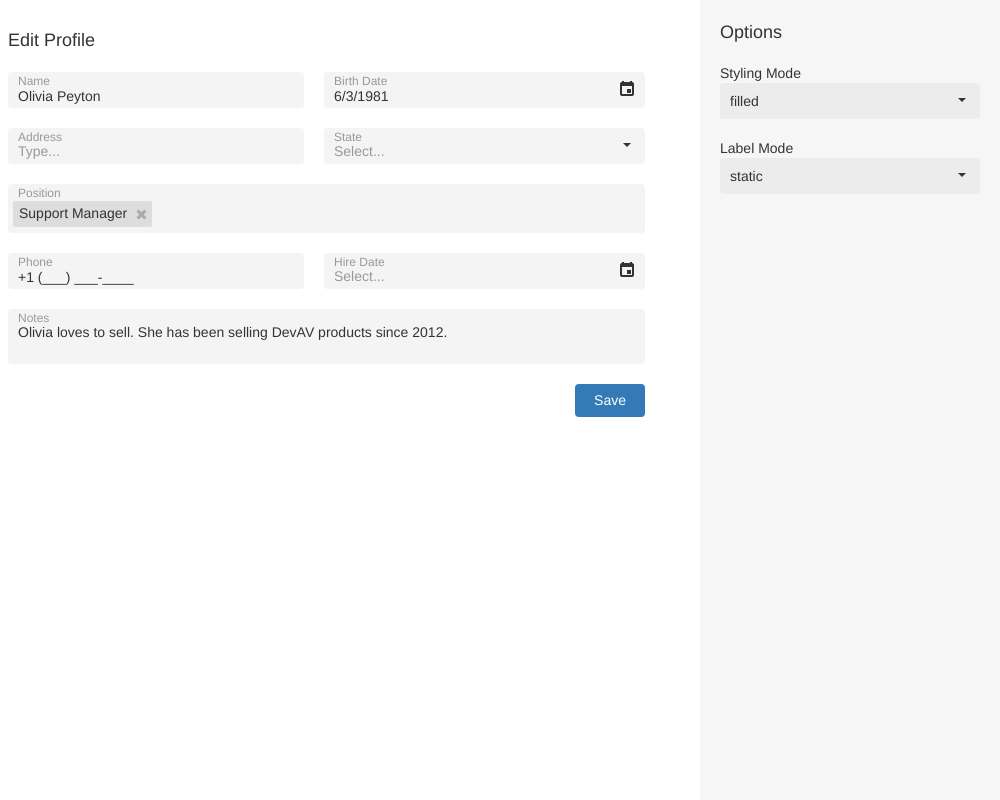 Edit Profile
Name
Olivia Peyton
Birth Date
6/3/1981
Address
Type...
State
Select...
Position
Support Manager
Phone
+1 (___) ___-____
Hire Date
Select...
Notes
Olivia loves to sell. She has been selling DevAV products since 2012.
Save
Options
Styling Mode
filled
Label Mode
static